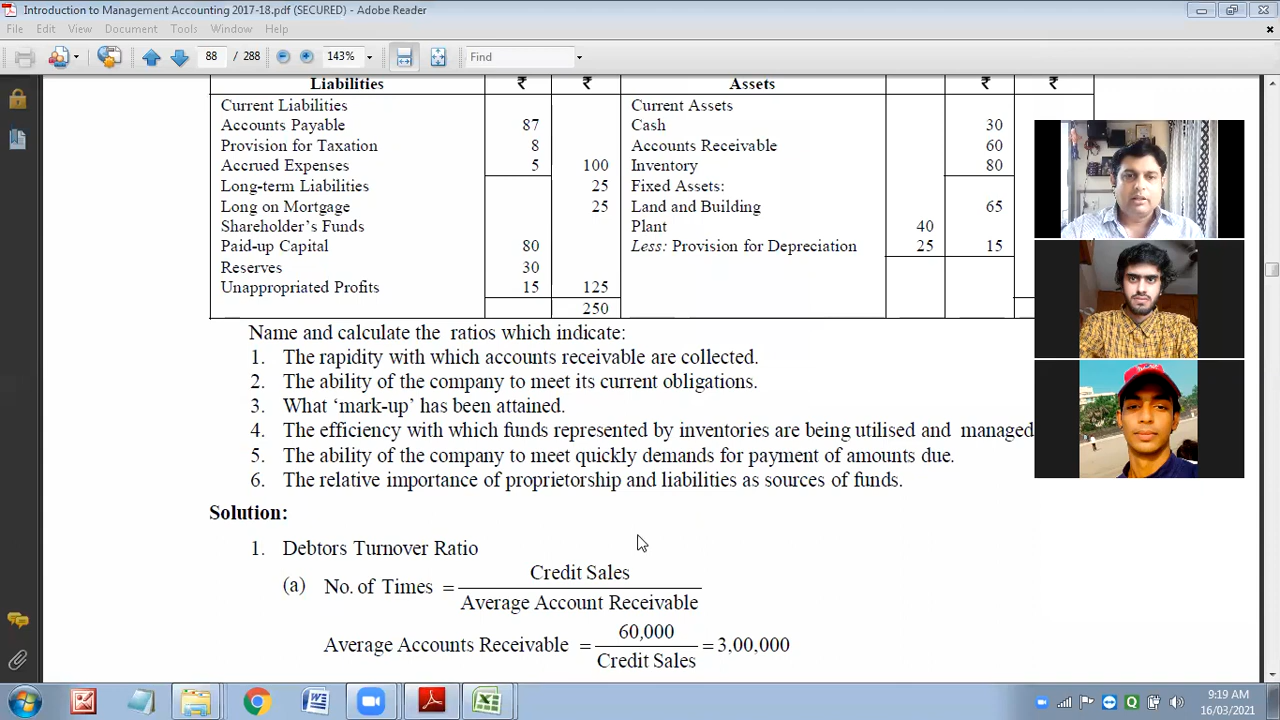 Introduction to Management Accounting 2017-18.pdf (SECURED) - Adobe Reader
File Edit View Document Tools Window Help
88 / 288 143% Find
Liabilities ₹ ₹ Assets ₹ ₹
Current Liabilities Current Assets
Accounts Payable 87 Cash 30
Provision for Taxation 8 Accounts Receivable 60
Accrued Expenses 5 100 Inventory 80
Long-term Liabilities 25 Fixed Assets:
Long on Mortgage 25 Land and Building 65
Shareholder's Funds Plant 40
Paid-up Capital 80 Less: Provision for Depreciation 25 15
Reserves 30
Unappropriated Profits 15 125
250
Name and calculate the ratios which indicate:
1. The rapidity with which accounts receivable are collected.
2. The ability of the company to meet its current obligations.
3. What 'mark-up' has been attained.
4. The efficiency with which funds represented by inventories are being utilised and managed
5. The ability of the company to meet quickly demands for payment of amounts due.
6. The relative importance of proprietorship and liabilities as sources of funds.
Solution:
1. Debtors Turnover Ratio
(a) No. of Times = Credit Sales
Average Account Receivable
Average Accounts Receivable = 60,000 = 3,00,000
Credit Sales
9:19 AM
16/03/2021